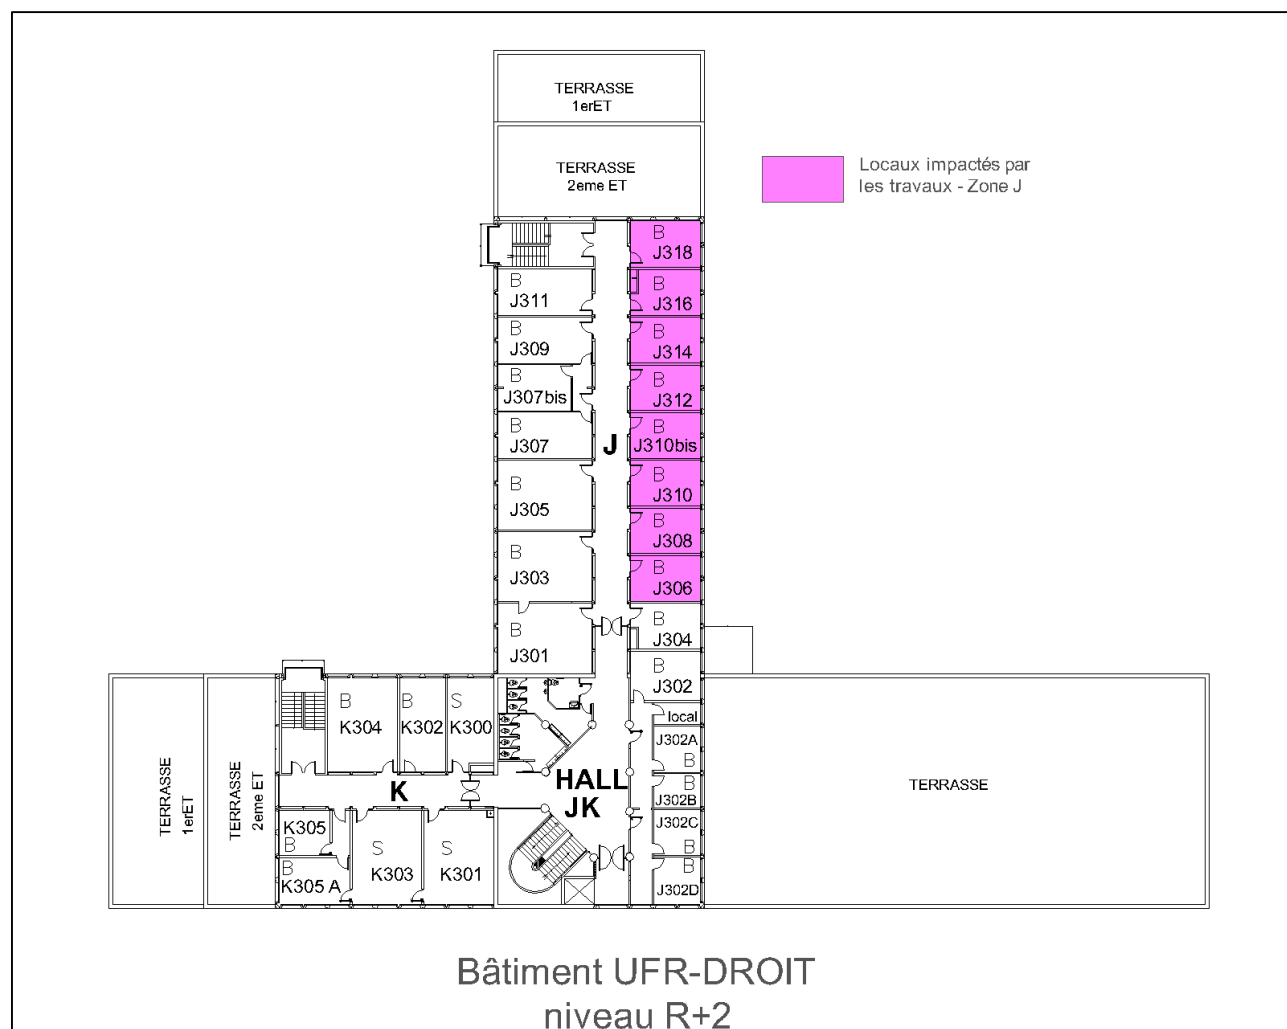 TERRASSE
1erET
TERRASSE
2eme ET
Locaux impactés par
les travaux - Zone J
B
J318
B
J311
B
J316
B
J309
B
J314
B
J307bis
B
J312
B
J307
J
B
J310bis
B
J305
B
J310
B
J308
B
J303
B
J306
B
J301
J304
B
J302
B
K304
B
K302
S
K300
local
J302A
B
TERRASSE
1erET
TERRASSE
2eme ET
K
HALL
JK
B
J302B
TERRASSE
K305
B
S
K303
S
K301
J302C
B
B
K305 A
B
J302D
Bâtiment UFR-DROIT
niveau R+2